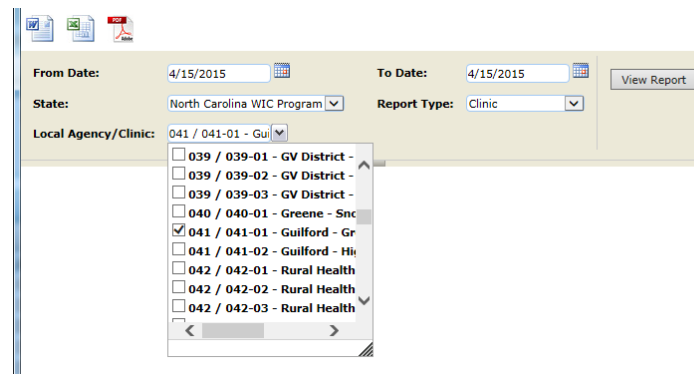 From Date: 4/15/2015 To Date: 4/15/2015 View Report
State: North Carolina WIC Program Report Type: Clinic
Local Agency/Clinic: 041 / 041-01 - Gui
039 / 039-01 - GV District -
039 / 039-02 - GV District -
039 / 039-03 - GV District -
040 / 040-01 - Greene - Sno
041 / 041-01 - Guilford - Gr
041 / 041-02 - Guilford - Hig
042 / 042-01 - Rural Health
042 / 042-02 - Rural Health
042 / 042-03 - Rural Health